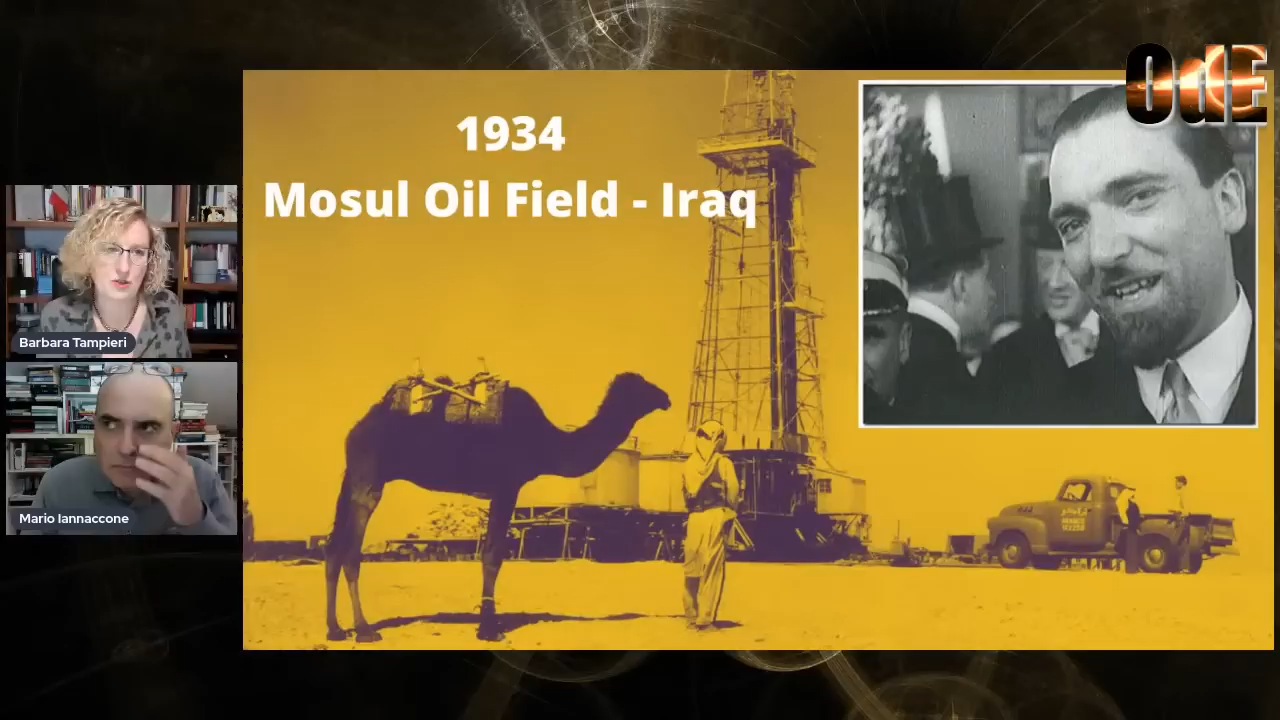 1934
Mosul Oil Field - Iraq
OdE
Barbara Tampieri
Mario Iannaccone